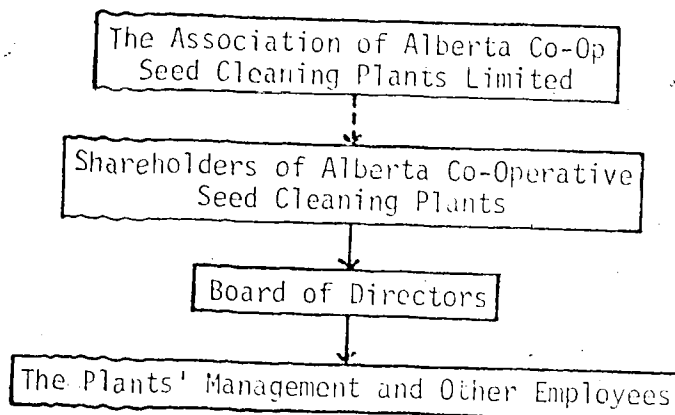 The Association of Alberta Co-Op
Seed Cleaning Plants Limited
Shareholders of Alberta Co-Operative
Seed Cleaning Plants
Board of Directors
The Plants' Management and Other Employees